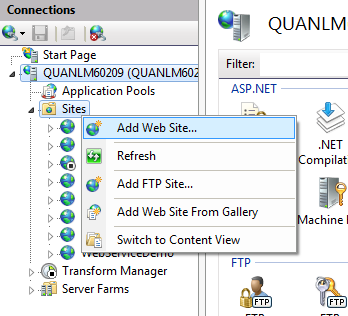 Connections
QUANLM
Start Page
QUANLM60209 (QUANLM602
Filter:
Application Pools
ASP.NET
Sites
Add Web Site...
.NET
Compilat
Refresh
Add FTP Site...
Add Web Site From Gallery
Machine
Switch to Content View
WebServiceDemo
FTP
Transform Manager
Server Farms
FTP
FTP